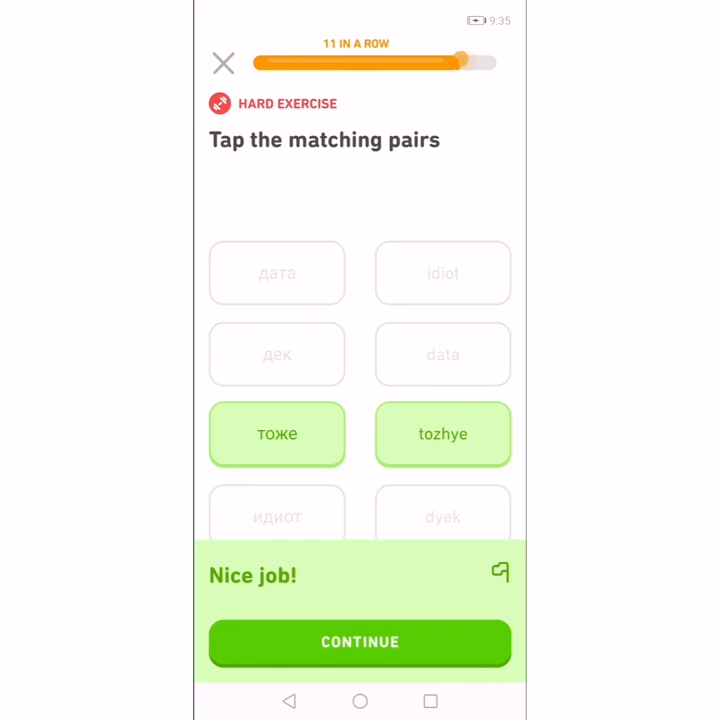 9:35
11 IN A ROW
HARD EXERCISE
Tap the matching pairs
дата idiot
дек data
тоже tozhye
идиот dyek
Nice job!
CONTINUE